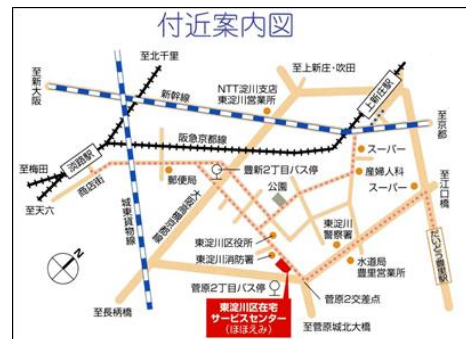 付近案内図
至北千里
至上新庄・吹田
至新大阪
新幹線
NTT淀川支店
東淀川営業所
上新庄駅
至京都
阪急京都線
淡路駅
至梅田
商店街
至天六
郵便局
豊新2丁目バス停
公園
スーパー
産婦人科
スーパー
至江口橋
城東貨物線
大阪高槻京都線
東淀川区役所
東淀川消防署
東淀川
警察署
水道局
豊里営業所
だいどう豊里駅
菅原2丁目バス停
N
至長柄橋
東淀川区在宅
サービスセンター
(ほほえみ)
菅原2交差点
至菅原城北大橋